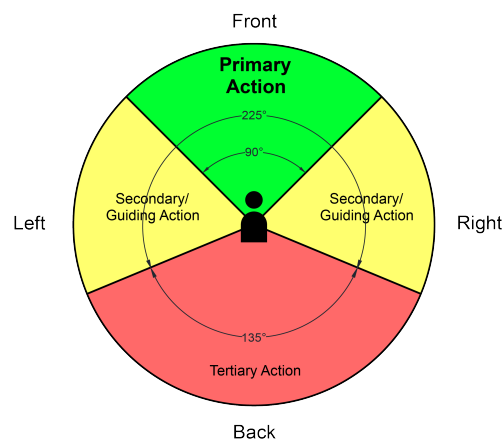 Front
Primary
Action
225°
90°
Secondary/
Guiding Action
Secondary/
Guiding Action
Left
Right
135°
Tertiary Action
Back